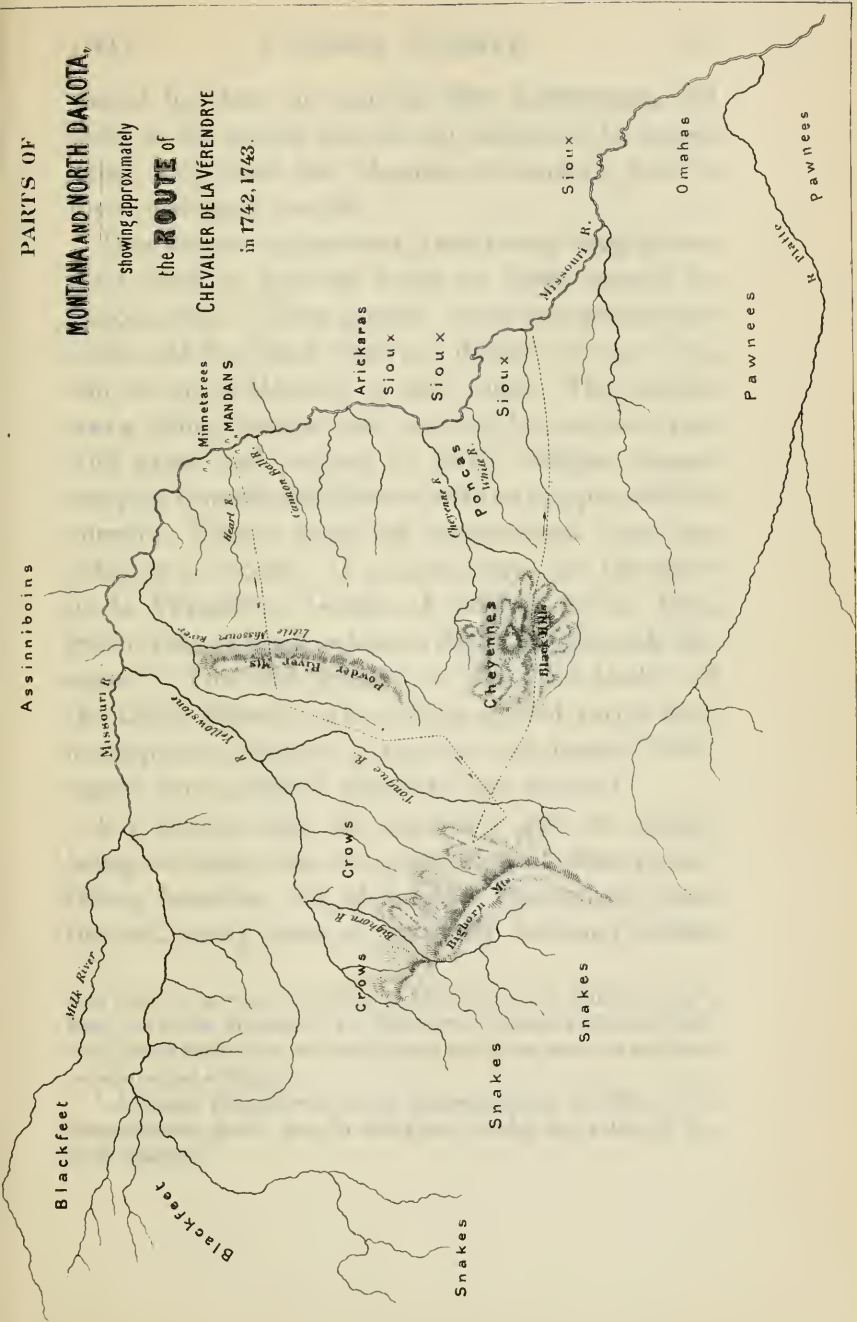 PARTS OF
MONTANA AND NORTH DAKOTA,
showing approximately
the ROUTE of
CHEVALIER DE LA VÉRENDRYE
in 1742, 1743.
Assinniboins
Missouri R
Milk River
Blackfeet
Blackfeet
Snakes
Snakes
Snakes
R Yellowstone
Crows
Crows
Bighorn R
Bighorn Mts.
Tongue R.
Powder River Mts.
Little Missouri River
Minnetarees
MANDANS
Heart R.
Cannon Ball R.
Arickaras
Sioux
Sioux
Cheyenne R
Poncas
White R.
Sioux
Cheyennes
Black Hills
Missouri R.
Sioux
Omahas
Pawnees
R Platte
Pawnees